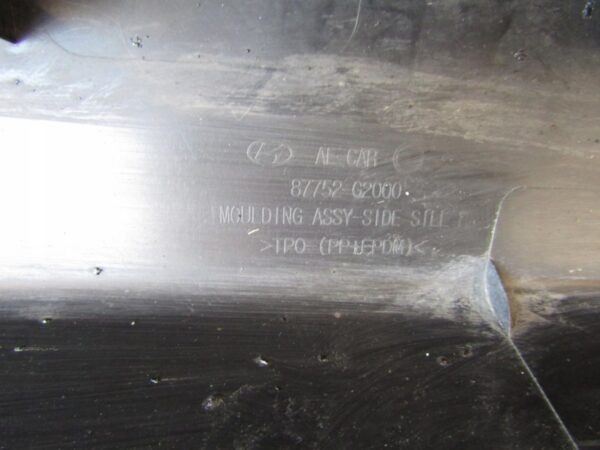 AE CAR
87752-G2000
MOULDING ASSY-SIDE SILL
>TPO (PP+EPDM)<